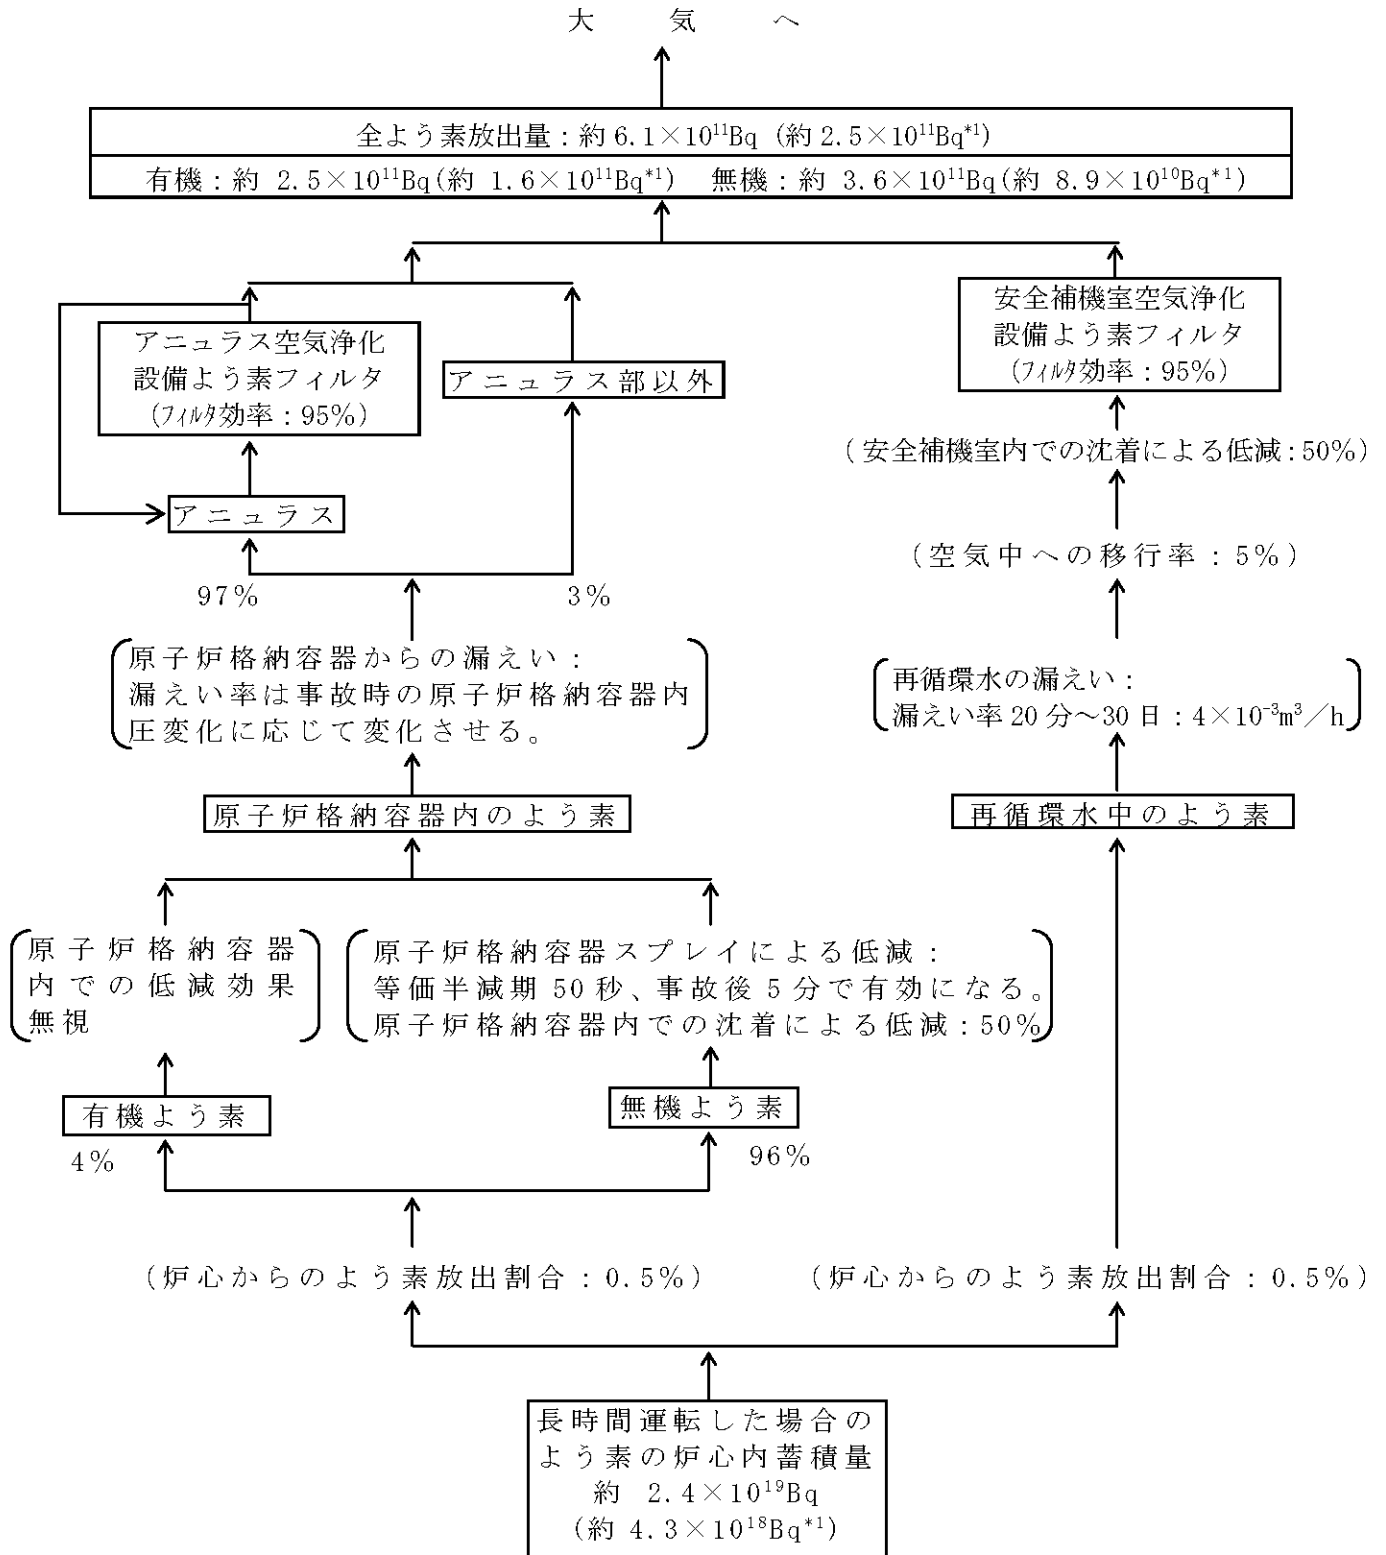 大気へ
全よう素放出量：約6.1×10¹¹Bq (約2.5×10¹¹Bq*¹)
有機：約 2.5×10¹¹Bq(約 1.6×10¹¹Bq*¹) 無機：約 3.6×10¹¹Bq(約 8.9×10¹⁰Bq*¹)
アニュラス空気浄化
設備よう素フィルタ
(フィルタ効率：95%)
アニュラス部以外
安全補機室空気浄化
設備よう素フィルタ
(フィルタ効率：95%)
(安全補機室内での沈着による低減：50%)
アニュラス
(空気中への移行率：5%)
97%
3%
原子炉格納容器からの漏えい：
漏えい率は事故時の原子炉格納容器内
圧変化に応じて変化させる。
再循環水の漏えい：
漏えい率20分～30日：4×10⁻³m³／h
原子炉格納容器内のよう素
再循環水中のよう素
原子炉格納容器
内での低減効果
無視
原子炉格納容器スプレイによる低減：
等価半減期50秒、事故後5分で有効になる。
原子炉格納容器内での沈着による低減：50%
有機よう素
無機よう素
4%
96%
(炉心からのよう素放出割合：0.5%)
(炉心からのよう素放出割合：0.5%)
長時間運転した場合の
よう素の炉心内蓄積量
約 2.4×10¹⁹Bq
(約 4.3×10¹⁸Bq*¹)